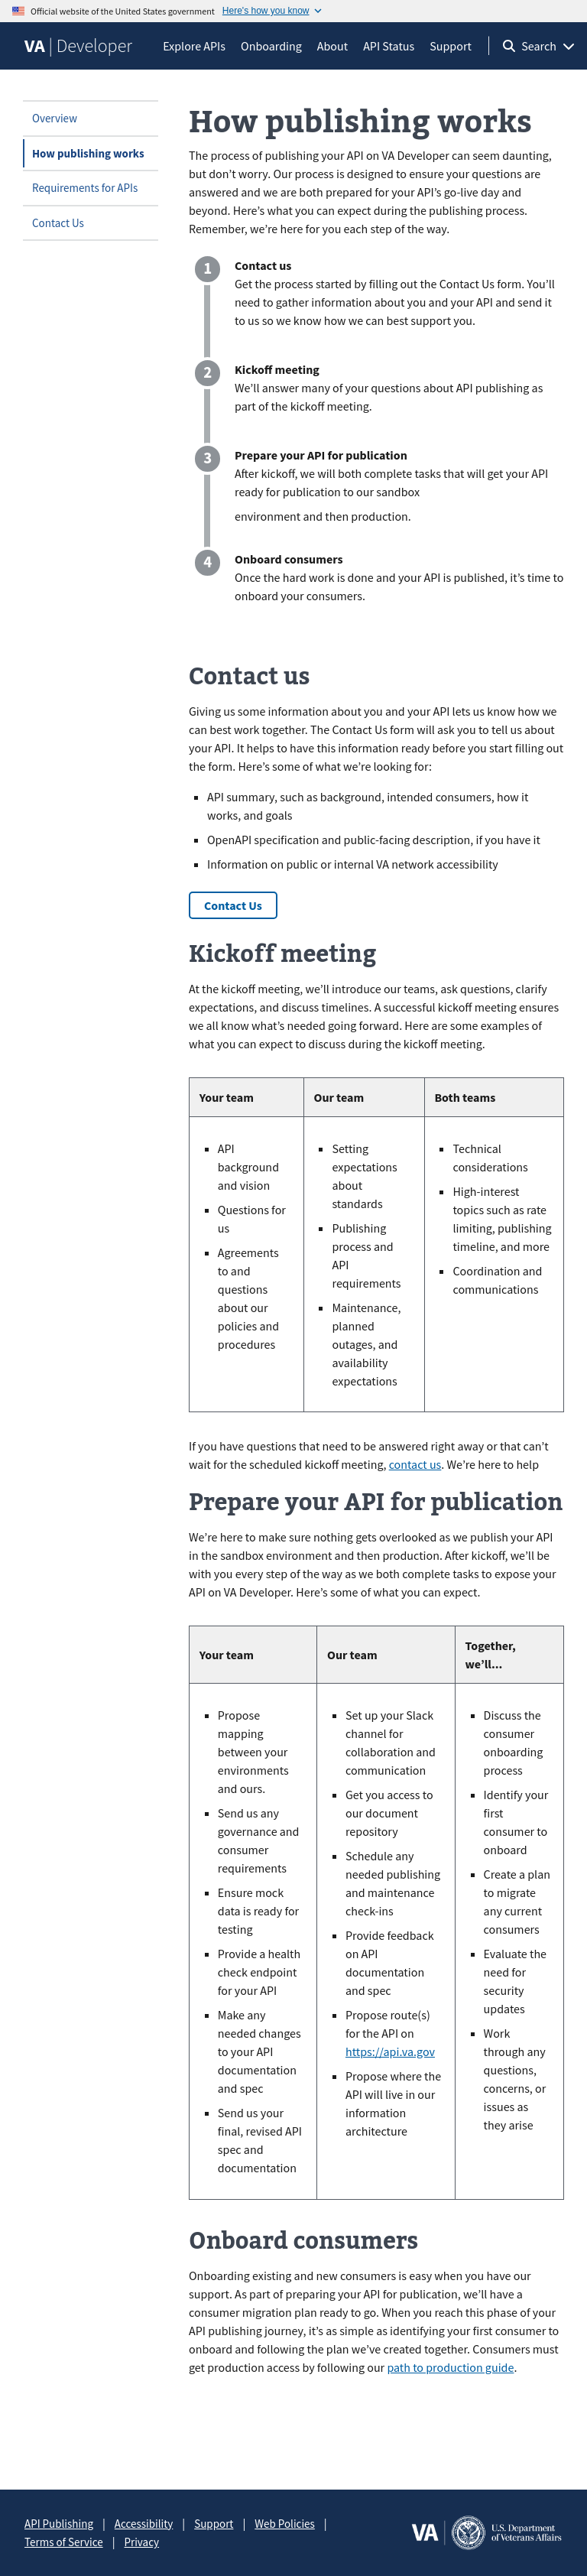 Official website of the United States government Here's how you know
VA | Developer
Explore APIs Onboarding About API Status Support Search
Overview
How publishing works
Requirements for APIs
Contact Us
How publishing works
The process of publishing your API on VA Developer can seem daunting,
but don’t worry. Our process is designed to ensure your questions are
answered and we are both prepared for your API’s go-live day and
beyond. Here’s what you can expect during the publishing process.
Remember, we’re here for you each step of the way.
1
Contact us
Get the process started by filling out the Contact Us form. You’ll
need to gather information about you and your API and send it
to us so we know how we can best support you.
2
Kickoff meeting
We’ll answer many of your questions about API publishing as
part of the kickoff meeting.
3
Prepare your API for publication
After kickoff, we will both complete tasks that will get your API
ready for publication to our sandbox
environment and then production.
4
Onboard consumers
Once the hard work is done and your API is published, it’s time to
onboard your consumers.
Contact us
Giving us some information about you and your API lets us know how we
can best work together. The Contact Us form will ask you to tell us about
your API. It helps to have this information ready before you start filling out
the form. Here’s some of what we’re looking for:
API summary, such as background, intended consumers, how it
works, and goals
OpenAPI specification and public-facing description, if you have it
Information on public or internal VA network accessibility
Contact Us
Kickoff meeting
At the kickoff meeting, we’ll introduce our teams, ask questions, clarify
expectations, and discuss timelines. A successful kickoff meeting ensures
we all know what’s needed going forward. Here are some examples of
what you can expect to discuss during the kickoff meeting.
Your team
Our team
Both teams
API
background
and vision
Questions for
us
Agreements
to and
questions
about our
policies and
procedures
Setting
expectations
about
standards
Publishing
process and
API
requirements
Maintenance,
planned
outages, and
availability
expectations
Technical
considerations
High-interest
topics such as rate
limiting, publishing
timeline, and more
Coordination and
communications
If you have questions that need to be answered right away or that can’t
wait for the scheduled kickoff meeting, contact us. We’re here to help
Prepare your API for publication
We’re here to make sure nothing gets overlooked as we publish your API
in the sandbox environment and then production. After kickoff, we’ll be
with you every step of the way as we both complete tasks to expose your
API on VA Developer. Here’s some of what you can expect.
Your team
Our team
Together,
we’ll...
Propose
mapping
between your
environments
and ours.
Send us any
governance and
consumer
requirements
Ensure mock
data is ready for
testing
Provide a health
check endpoint
for your API
Make any
needed changes
to your API
documentation
and spec
Send us your
final, revised API
spec and
documentation
Set up your Slack
channel for
collaboration and
communication
Get you access to
our document
repository
Schedule any
needed publishing
and maintenance
check-ins
Provide feedback
on API
documentation
and spec
Propose route(s)
for the API on
https://api.va.gov
Propose where the
API will live in our
information
architecture
Discuss the
consumer
onboarding
process
Identify your
first
consumer to
onboard
Create a plan
to migrate
any current
consumers
Evaluate the
need for
security
updates
Work
through any
questions,
concerns, or
issues as
they arise
Onboard consumers
Onboarding existing and new consumers is easy when you have our
support. As part of preparing your API for publication, we’ll have a
consumer migration plan ready to go. When you reach this phase of your
API publishing journey, it’s as simple as identifying your first consumer to
onboard and following the plan we’ve created together. Consumers must
get production access by following our path to production guide.
API Publishing | Accessibility | Support | Web Policies |
Terms of Service | Privacy
VA
U.S. Department
of Veterans Affairs